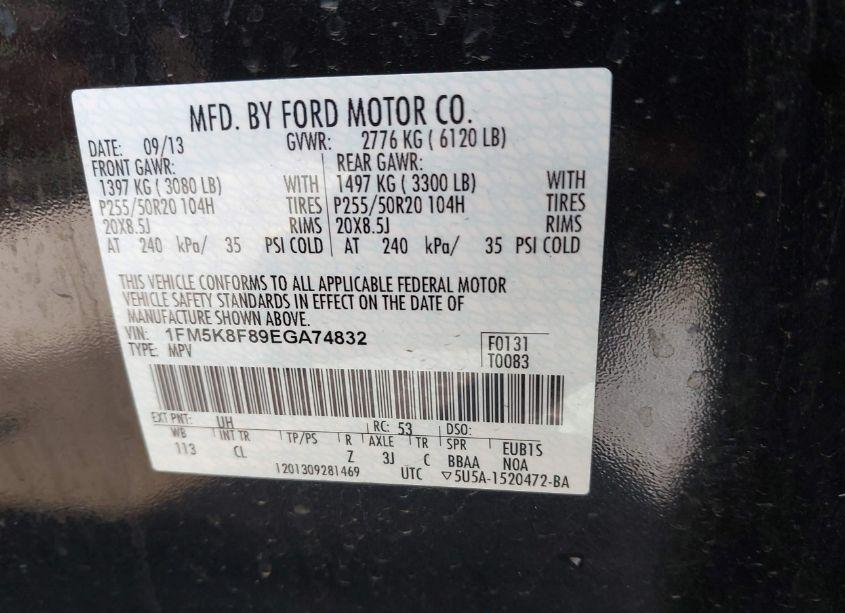 MFD. BY FORD MOTOR CO.
DATE: 09/13 GVWR: 2776 KG ( 6120 LB)
FRONT GAWR: REAR GAWR:
1397 KG ( 3080 LB) WITH 1497 KG ( 3300 LB) WITH
P255/50R20 104H TIRES P255/50R20 104H TIRES
20X8.5J RIMS 20X8.5J RIMS
AT 240 kPa/ 35 PSI COLD AT 240 kPa/ 35 PSI COLD
THIS VEHICLE CONFORMS TO ALL APPLICABLE FEDERAL MOTOR
VEHICLE SAFETY STANDARDS IN EFFECT ON THE DATE OF
MANUFACTURE SHOWN ABOVE.
VIN: 1FM5K8F89EGA74832 F0131
TYPE: MPV T0083
EXT PNT: UH RC: 53 DSO:
WB INT TR TP/PS R AXLE TR SPR EUB1S
113 CL Z 3J C BBAA NOA
1201309281469 UTC ▽5U5A-1520472-BA